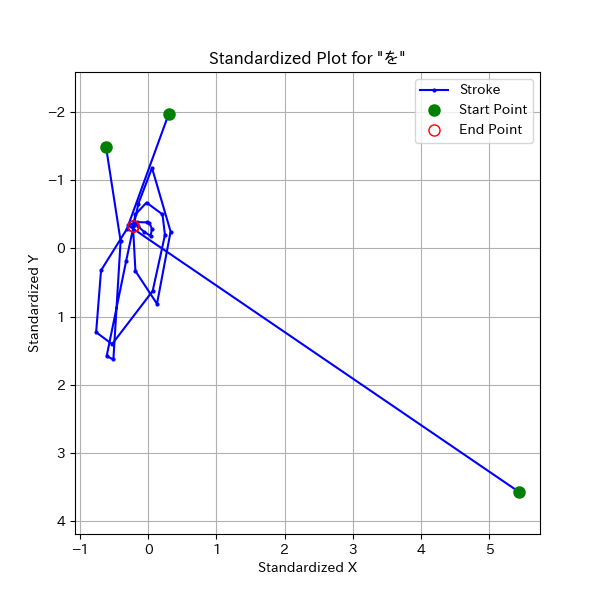 Standardized Plot for "を"
Stroke
Start Point
End Point
Standardized Y
−2
−1
0
1
2
3
4
−1 0 1 2 3 4 5
Standardized X